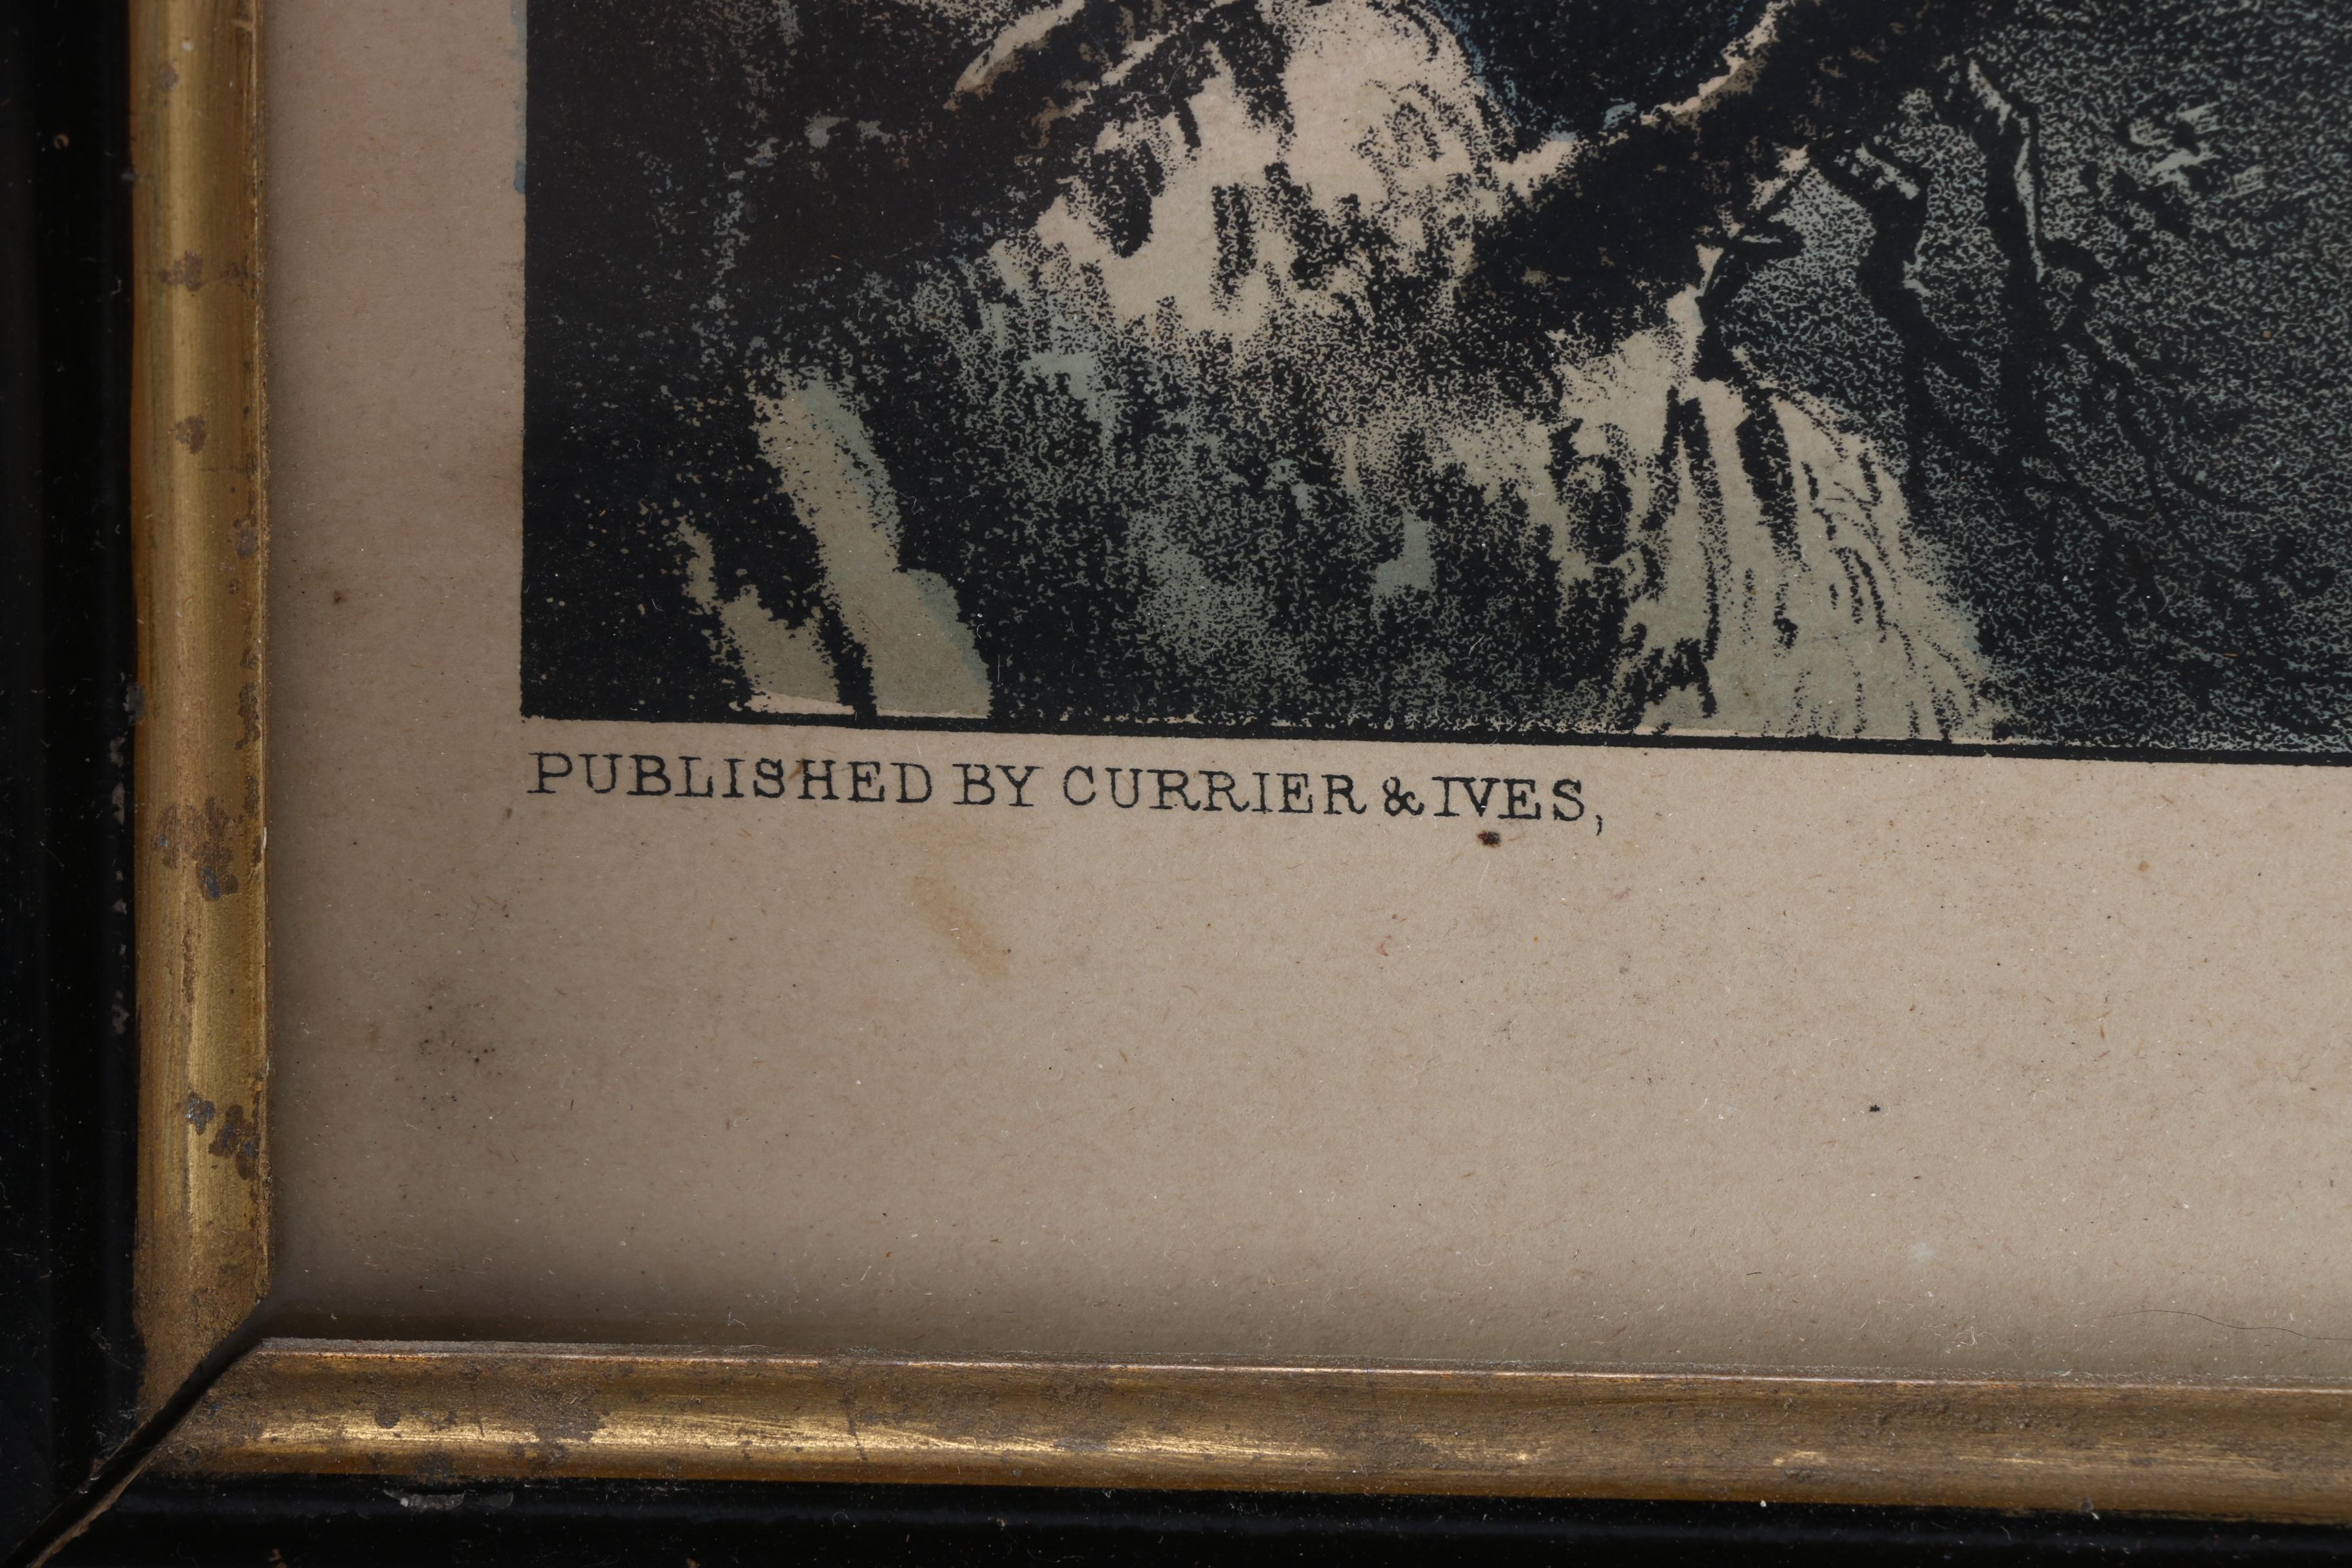 PUBLISHED BY CURRIER & IVES,